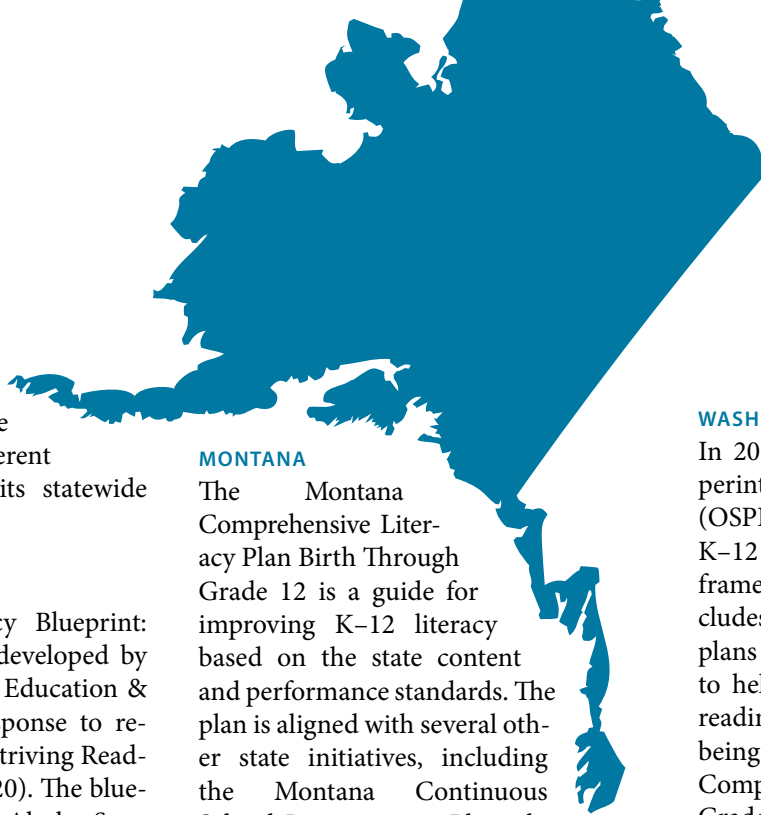 e
erent
its statewide
cy Blueprint:
developed by
Education &
sponse to re-
triving Read-
20). The blue-
MONTANA
The Montana
Comprehensive Liter-
acy Plan Birth Through
Grade 12 is a guide for
improving K–12 literacy
based on the state content
and performance standards. The
plan is aligned with several oth-
er state initiatives, including
the Montana Continuous
WASH
In 20
perint
(OSPI
K–12
frame
cludes
plans
to hel
readin
being
Comp